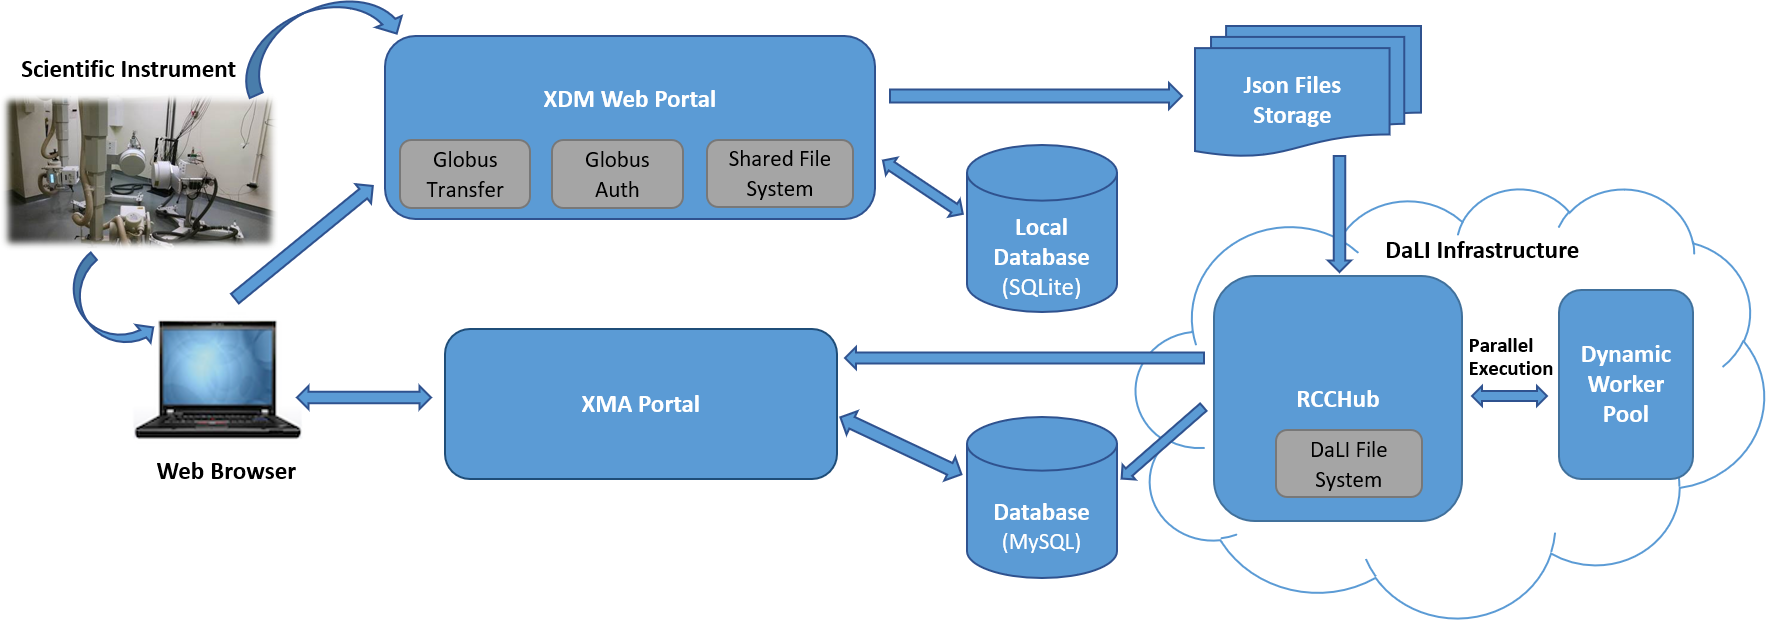 Scientific Instrument
XDM Web Portal
Globus
Transfer
Globus
Auth
Shared File
System
Json Files
Storage
Local
Database
(SQLite)
DaLI Infrastructure
RCCHub
DaLI File
System
Parallel
Execution
Dynamic
Worker
Pool
XMA Portal
Database
(MySQL)
Web Browser